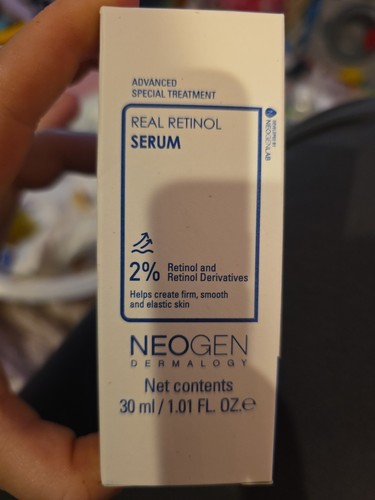 ADVANCED
SPECIAL TREATMENT
REAL RETINOL
SERUM
NEOGENLAB
2% Retinol and
Retinol Derivatives
Helps create firm, smooth
and elastic skin
NEOGEN
DERMALOGY
Net contents
30 ml / 1.01 FL. OZ.℮